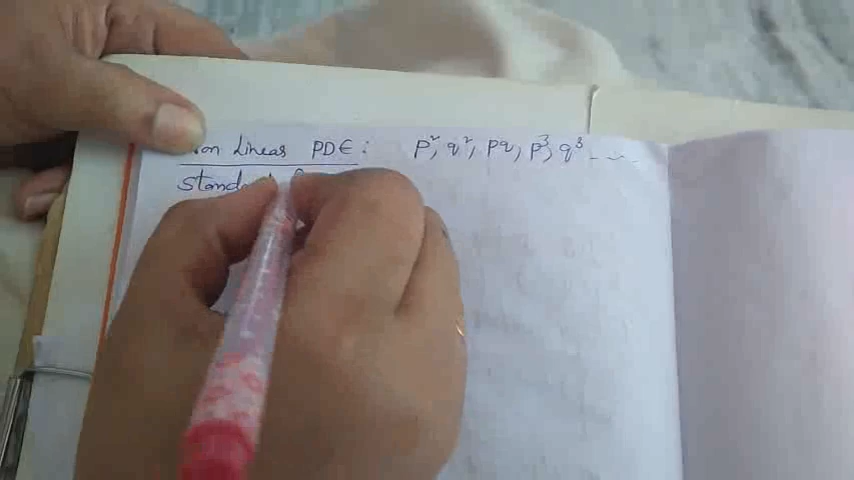 Non Linear PDE: p², q², pq, p³, q³ ---